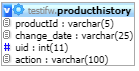 testifw.producthistory
productId : varchar(5)
change_date : varchar(25)
uid : int(11)
action : varchar(100)